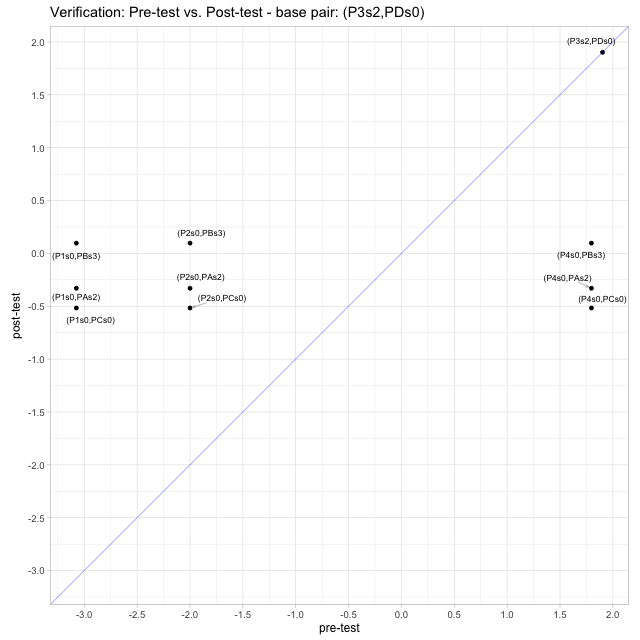 Verification: Pre-test vs. Post-test - base pair: (P3s2,PDs0)
2.0
(P3s2,PDs0)
1.5
1.0
0.5
(P2s0,PBs3)
0.0
(P1s0,PBs3)
(P4s0,PBs3)
(P2s0,PAs2)
(P4s0,PAs2)
(P1s0,PAs2)
(P2s0,PCs0)
(P4s0,PCs0)
-0.5
(P1s0,PCs0)
post-test
-1.0
-1.5
-2.0
-2.5
-3.0
-3.0 -2.5 -2.0 -1.5 -1.0 -0.5 0.0 0.5 1.0 1.5 2.0
pre-test